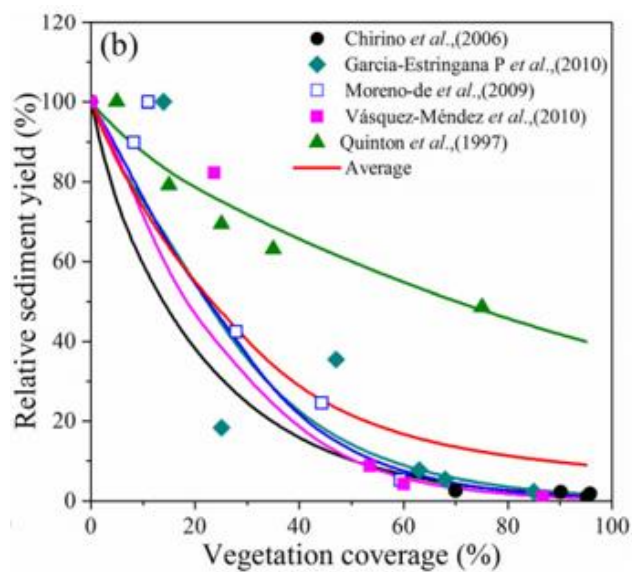 120
100
80
60
40
20
0
Relative sediment yield (%)
(b)
Chirino et al.,(2006)
Garcia-Estringana P et al.,(2010)
Moreno-de et al.,(2009)
Vásquez-Méndez et al.,(2010)
Quinton et al.,(1997)
Average
0 20 40 60 80 100
Vegetation coverage (%)